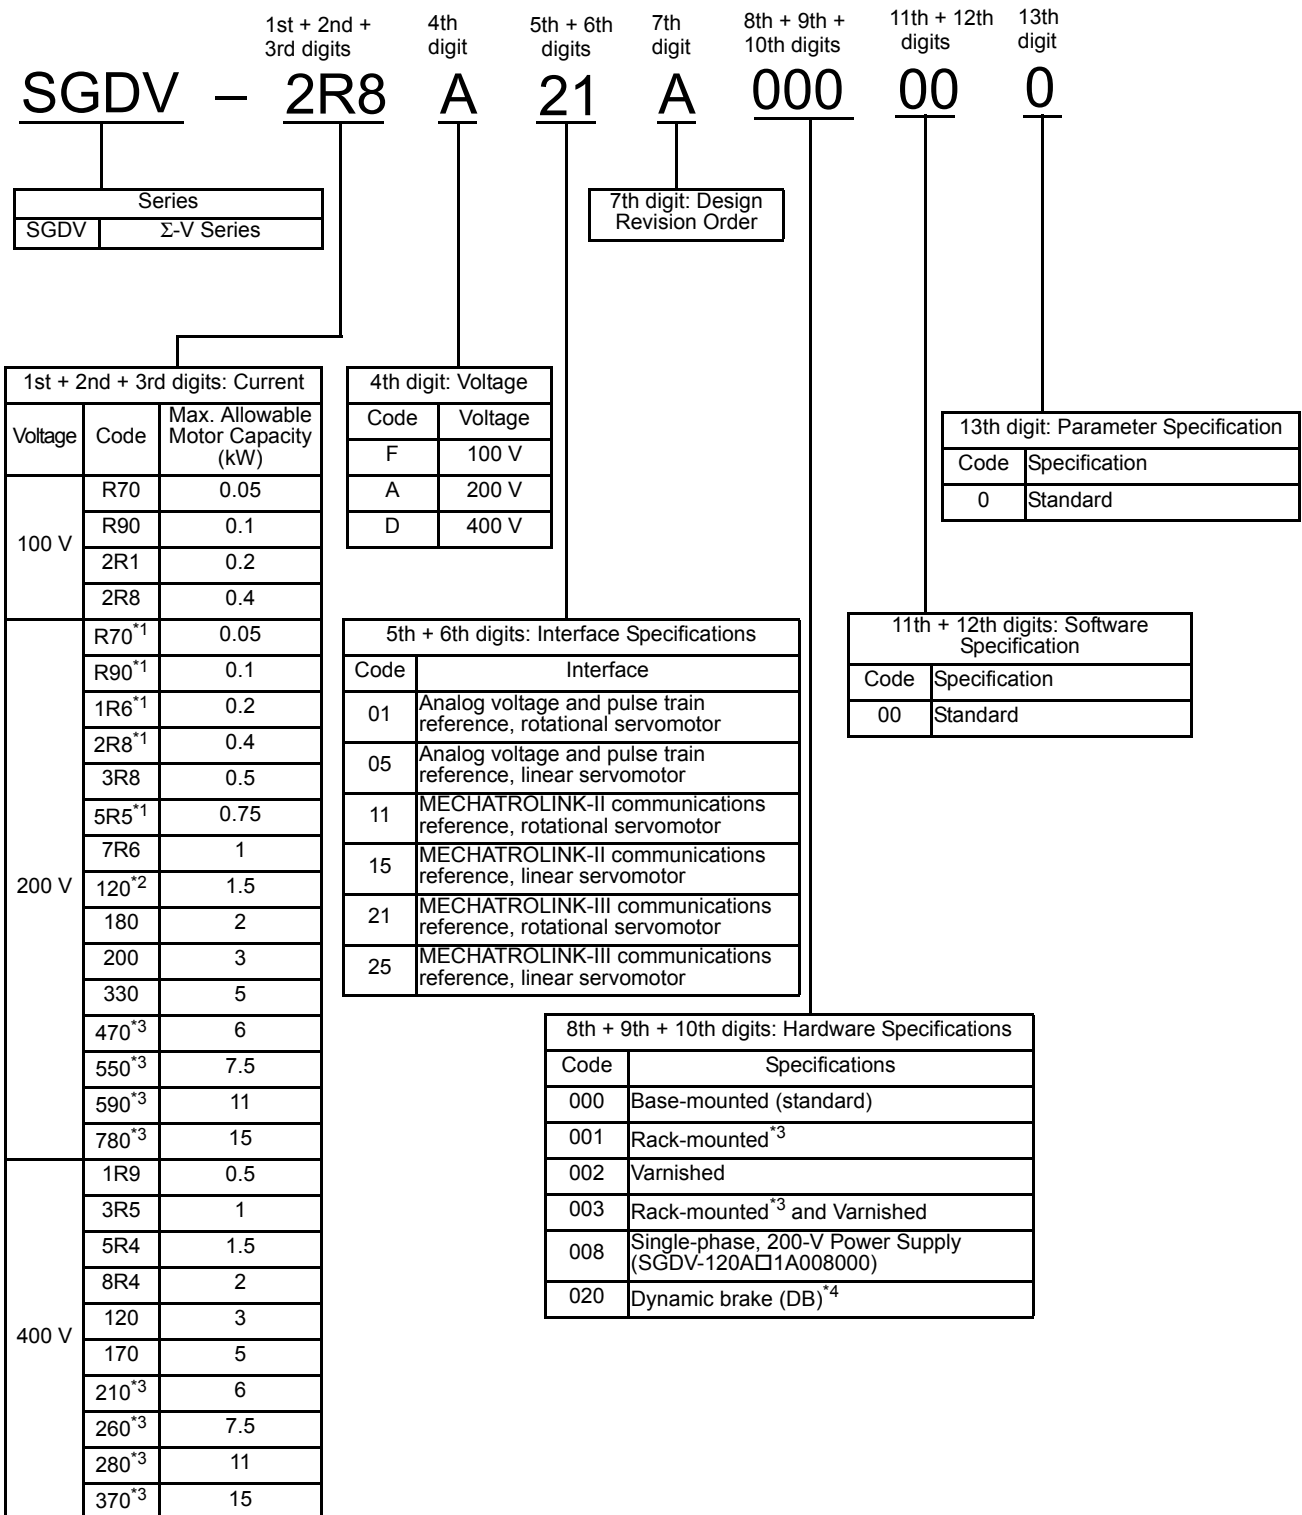 1st + 2nd +
3rd digits
4th
digit
5th + 6th
digits
7th
digit
8th + 9th +
10th digits
11th + 12th
digits
13th
digit
SGDV – 2R8 A 21 A 000 00 0
Series
SGDV Σ-V Series
7th digit: Design
Revision Order
1st + 2nd + 3rd digits: Current
Voltage Code Max. Allowable
Motor Capacity
(kW)
100 V
R70 0.05
R90 0.1
2R1 0.2
2R8 0.4
200 V
R70*1 0.05
R90*1 0.1
1R6*1 0.2
2R8*1 0.4
3R8 0.5
5R5*1 0.75
7R6 1
120*2 1.5
180 2
200 3
330 5
470*3 6
550*3 7.5
590*3 11
780*3 15
400 V
1R9 0.5
3R5 1
5R4 1.5
8R4 2
120 3
170 5
210*3 6
260*3 7.5
280*3 11
370*3 15
4th digit: Voltage
Code Voltage
F 100 V
A 200 V
D 400 V
5th + 6th digits: Interface Specifications
Code Interface
01 Analog voltage and pulse train
reference, rotational servomotor
05 Analog voltage and pulse train
reference, linear servomotor
11 MECHATROLINK-II communications
reference, rotational servomotor
15 MECHATROLINK-II communications
reference, linear servomotor
21 MECHATROLINK-III communications
reference, rotational servomotor
25 MECHATROLINK-III communications
reference, linear servomotor
13th digit: Parameter Specification
Code Specification
0 Standard
11th + 12th digits: Software
Specification
Code Specification
00 Standard
8th + 9th + 10th digits: Hardware Specifications
Code Specifications
000 Base-mounted (standard)
001 Rack-mounted*3
002 Varnished
003 Rack-mounted*3 and Varnished
008 Single-phase, 200-V Power Supply
(SGDV-120A□1A008000)
020 Dynamic brake (DB)*4